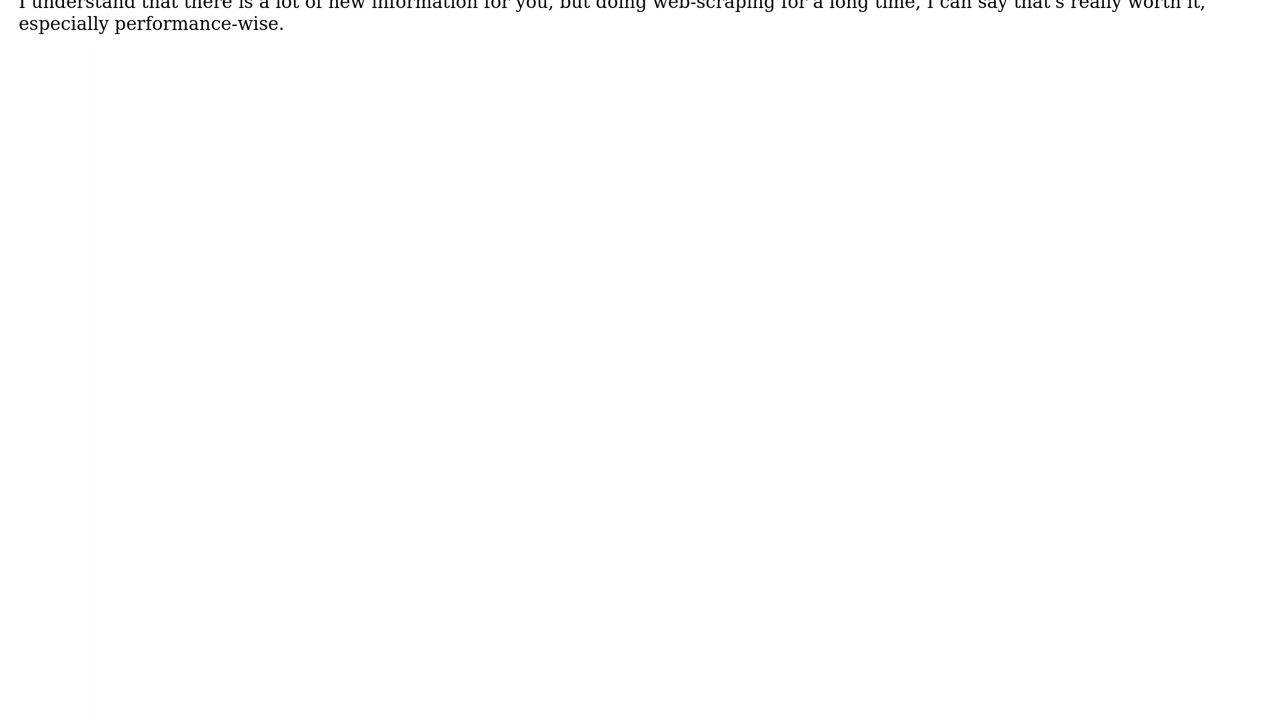 I understand that there is a lot of new information for you, but doing web-scraping for a long time, I can say that's really worth it,
especially performance-wise.